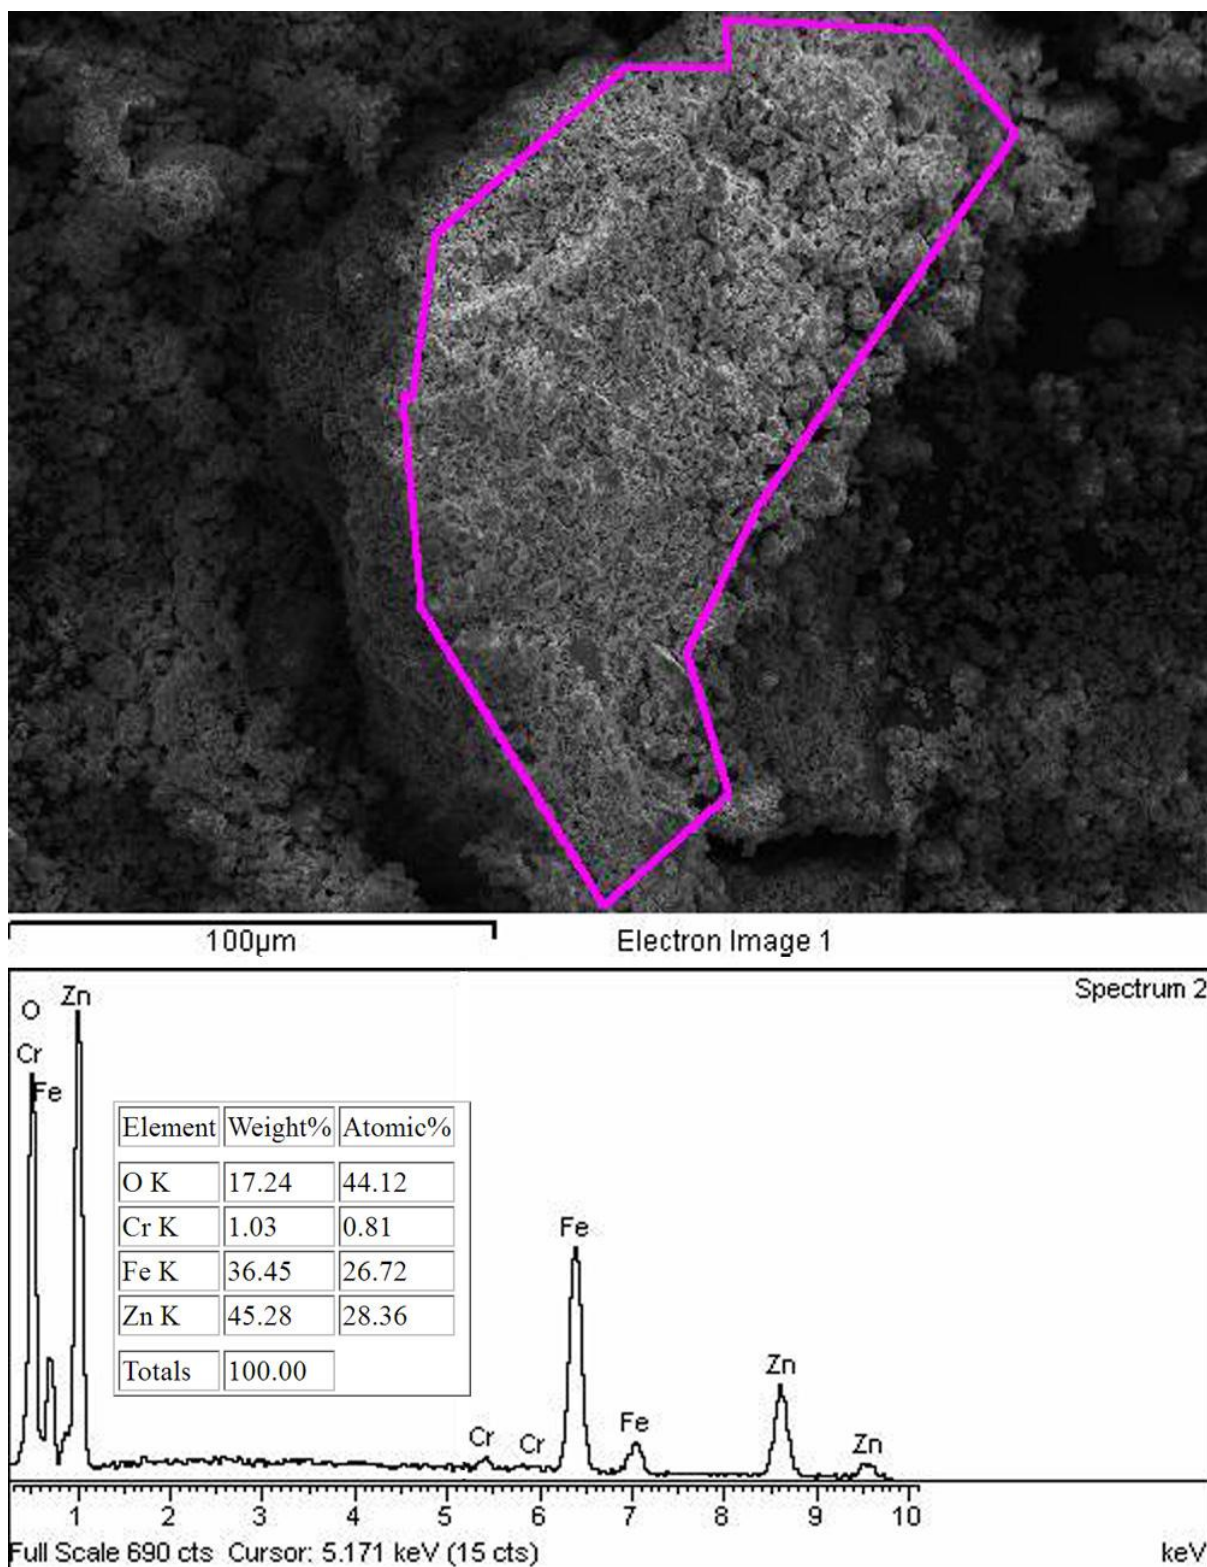 100µm Electron Image 1
Spectrum 2
O Zn
Cr
Fe
Element Weight% Atomic%
O K 17.24 44.12
Cr K 1.03 0.81
Fe K 36.45 26.72
Zn K 45.28 28.36
Totals 100.00
Fe
Zn
Fe
Cr Cr Zn
1 2 3 4 5 6 7 8 9 10
Full Scale 690 cts Cursor: 5.171 keV (15 cts) keV